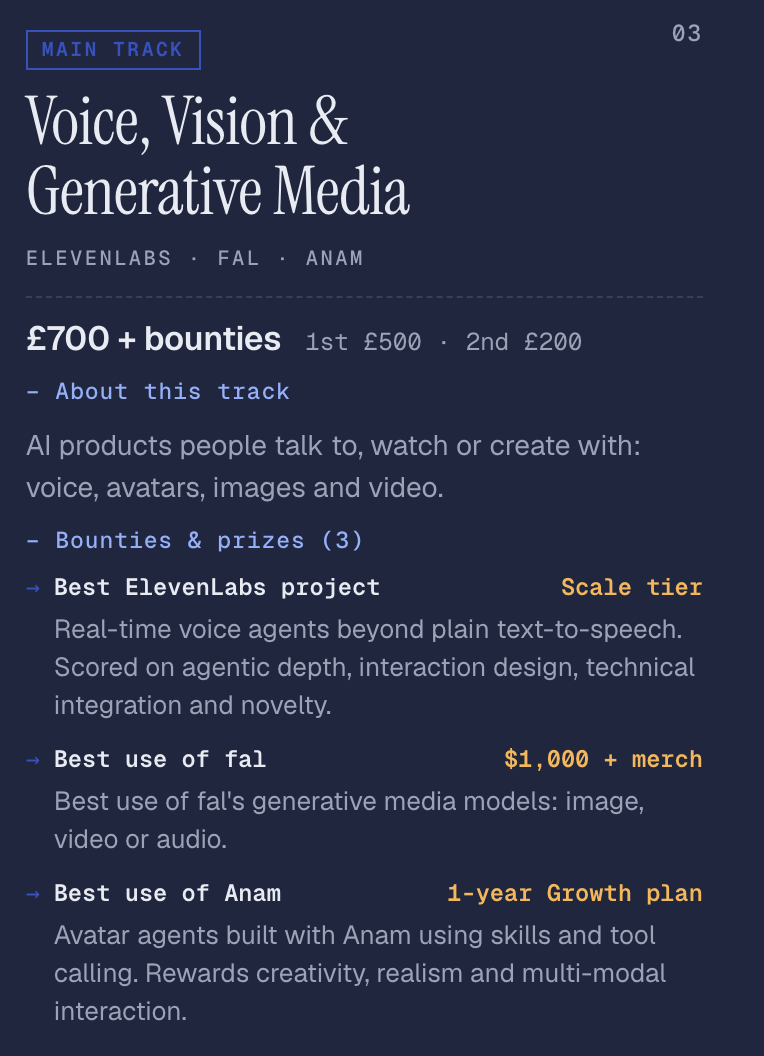 MAIN TRACK
03
Voice, Vision &
Generative Media
ELEVENLABS · FAL · ANAM
£700 + bounties 1st £500 · 2nd £200
– About this track
AI products people talk to, watch or create with:
voice, avatars, images and video.
– Bounties & prizes (3)
→ Best ElevenLabs project Scale tier
Real-time voice agents beyond plain text-to-speech.
Scored on agentic depth, interaction design, technical
integration and novelty.
→ Best use of fal $1,000 + merch
Best use of fal's generative media models: image,
video or audio.
→ Best use of Anam 1-year Growth plan
Avatar agents built with Anam using skills and tool
calling. Rewards creativity, realism and multi-modal
interaction.